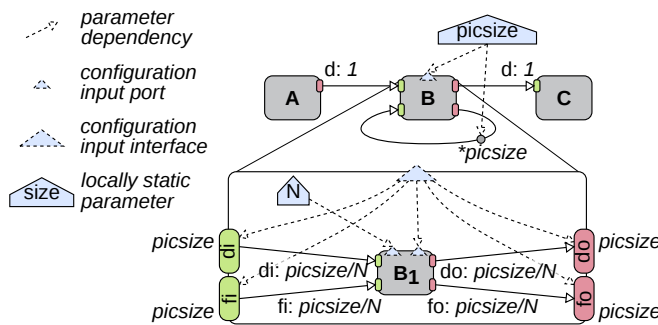 parameter
dependency
configuration
input port
configuration
input interface
size
locally static
parameter
picsize
d: 1
d: 1
A
B
C
*picsize
N
picsize
di
di: picsize/N
B1
do: picsize/N
do
picsize
picsize
fi
fi: picsize/N
fo: picsize/N
fo
picsize